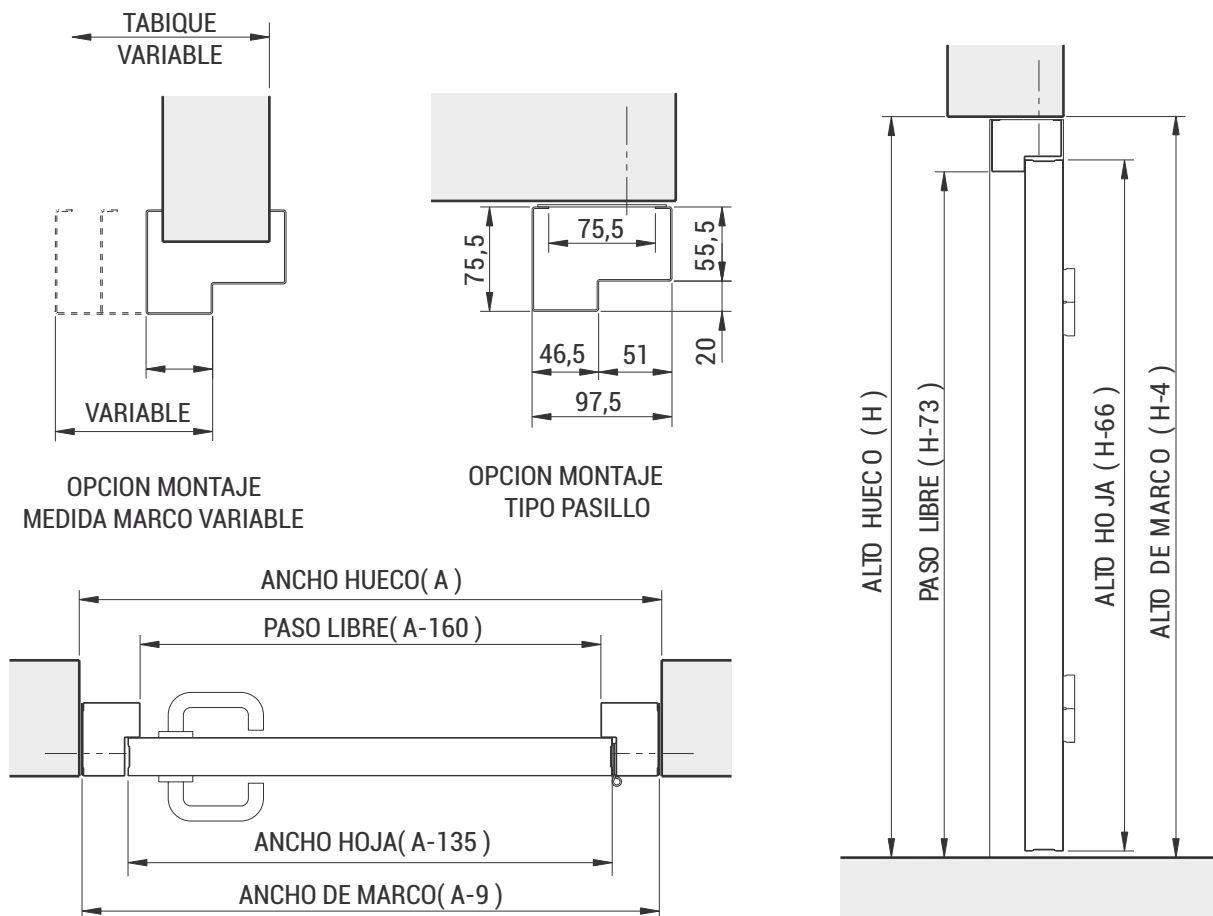 TABIQUE
VARIABLE
VARIABLE
OPCION MONTAJE
MEDIDA MARCO VARIABLE
75,5
75,5
55,5
20
46,5
51
97,5
OPCION MONTAJE
TIPO PASILLO
ANCHO HUECO( A )
PASO LIBRE( A-160 )
ANCHO HOJA( A-135 )
ANCHO DE MARCO( A-9 )
ALTO HUECO ( H )
PASO LIBRE ( H-73 )
ALTO HOJA ( H-66 )
ALTO DE MARCO ( H-4 )